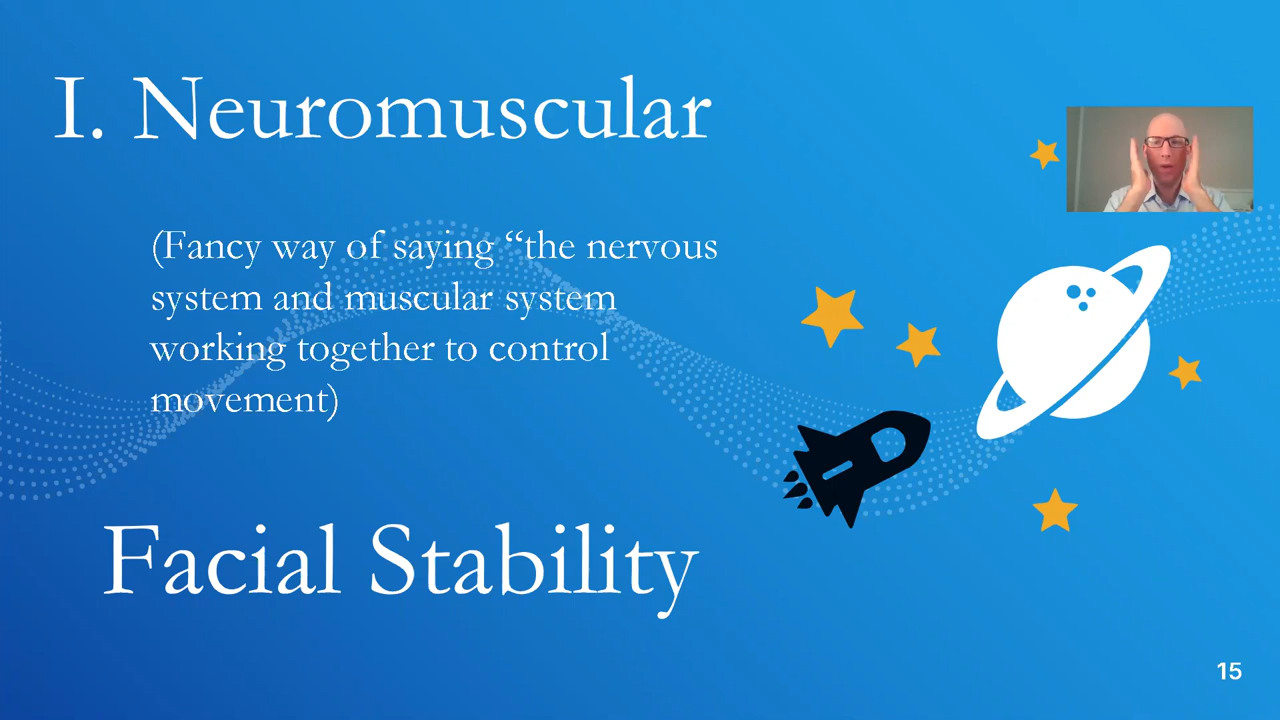 I. Neuromuscular
(Fancy way of saying “the nervous
system and muscular system
working together to control
movement)
Facial Stability
15